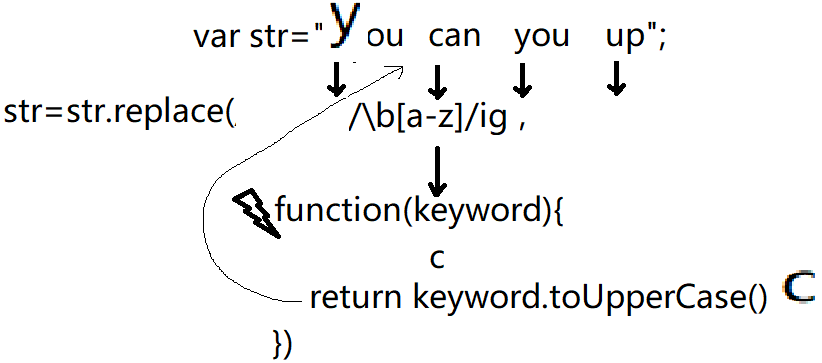 var str="you can you up";
str=str.replace( /\b[a-z]/ig ,
function(keyword){
c
return keyword.toUpperCase() C
})